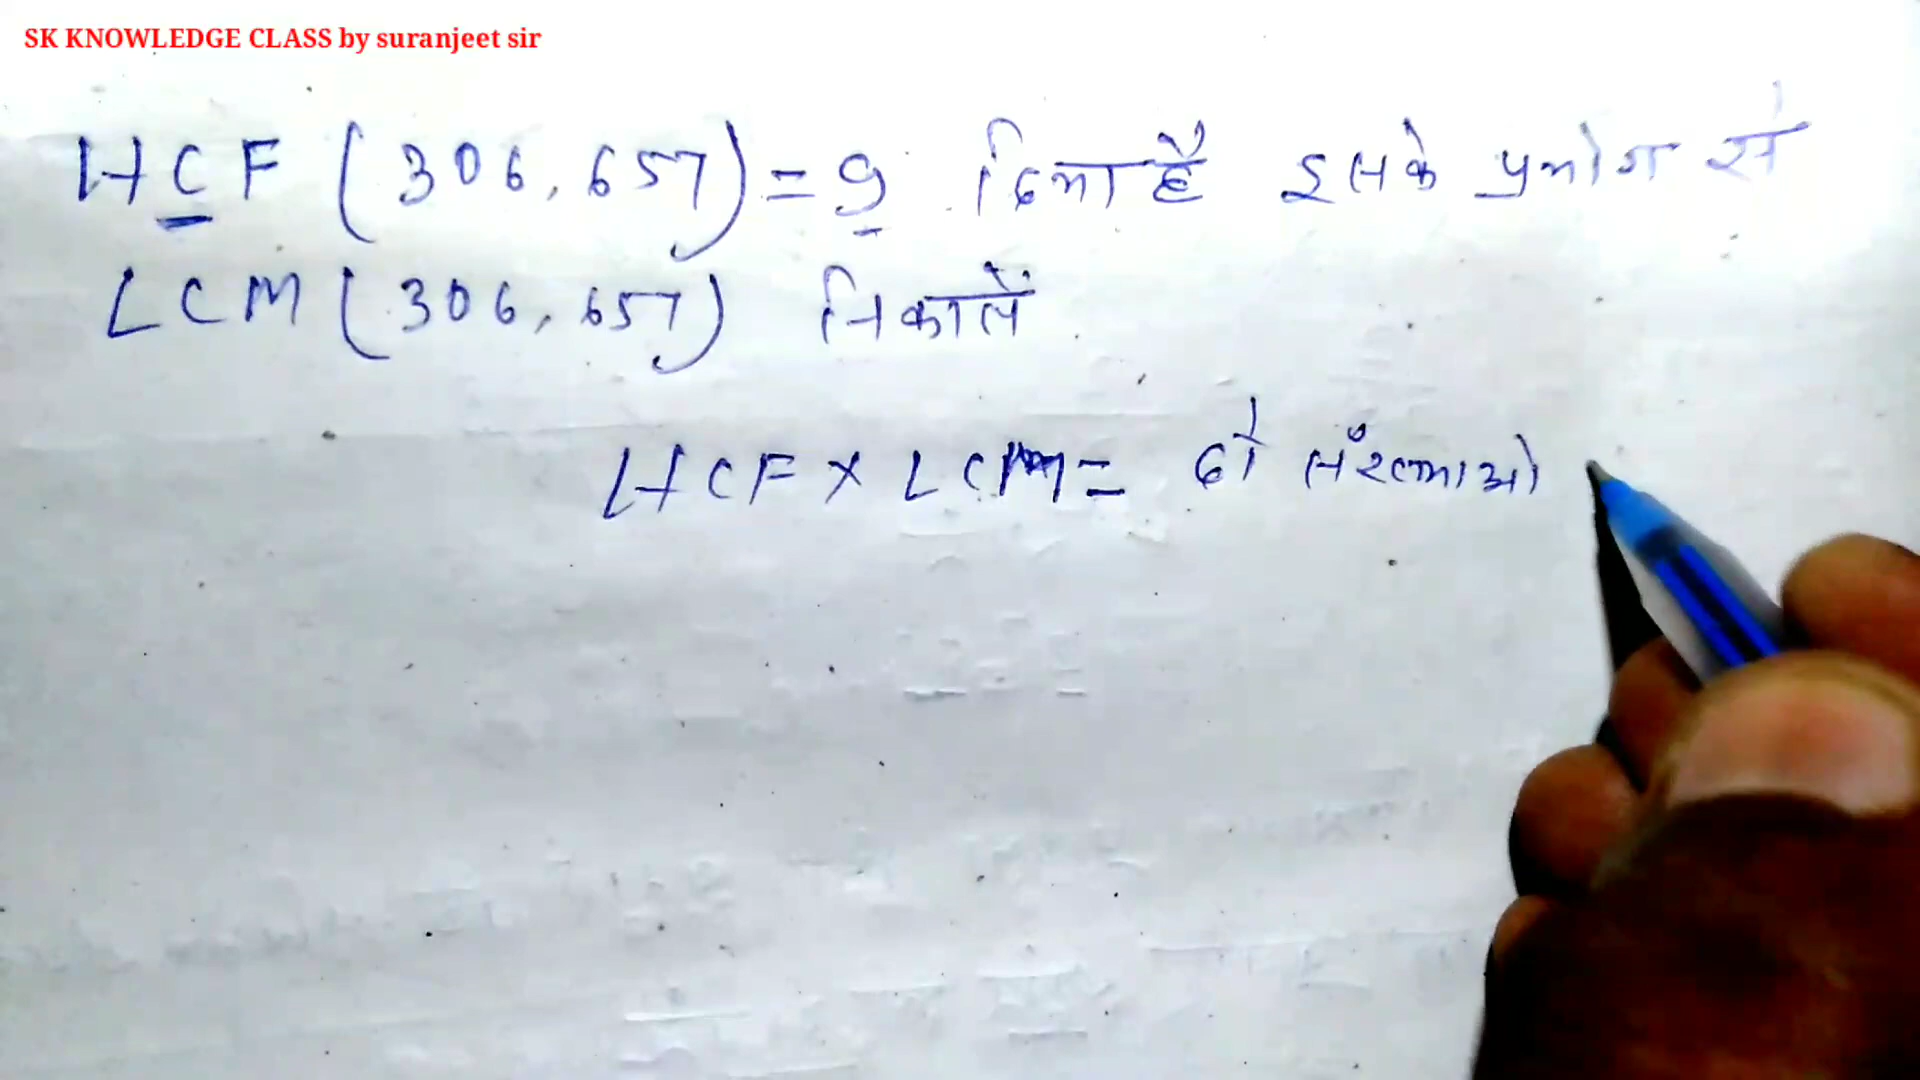 SK KNOWLEDGE CLASS by suranjeet sir
HCF (306, 657) = 9 दिया है इसके प्रयोग से
LCM (306, 657) निकालें
HCF × LCM = दो संख्याओ